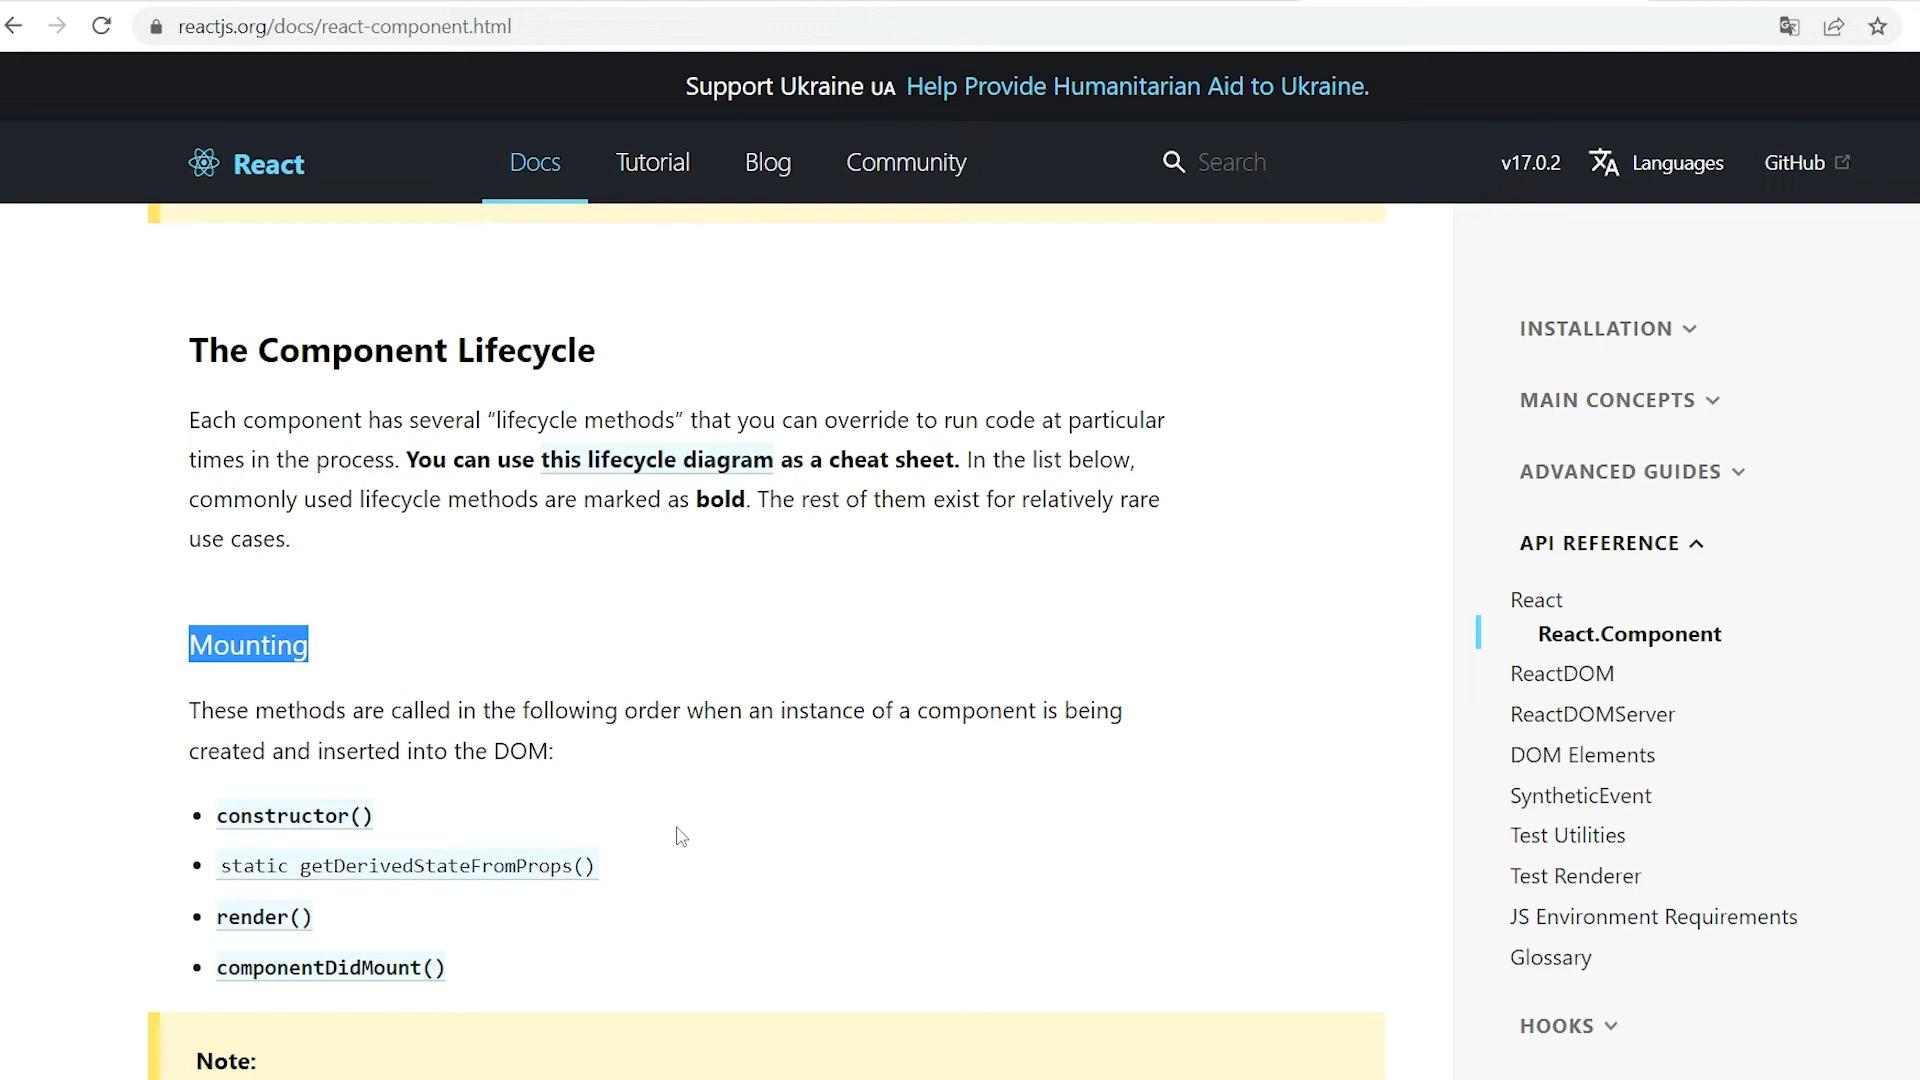 reactjs.org/docs/react-component.html
Support Ukraine UA Help Provide Humanitarian Aid to Ukraine.
React Docs Tutorial Blog Community Search v17.0.2 Languages GitHub
The Component Lifecycle
Each component has several “lifecycle methods” that you can override to run code at particular
times in the process. You can use this lifecycle diagram as a cheat sheet. In the list below,
commonly used lifecycle methods are marked as bold. The rest of them exist for relatively rare
use cases.
Mounting
These methods are called in the following order when an instance of a component is being
created and inserted into the DOM:
• constructor()
• static getDerivedStateFromProps()
• render()
• componentDidMount()
Note:
INSTALLATION
MAIN CONCEPTS
ADVANCED GUIDES
API REFERENCE
React
React.Component
ReactDOM
ReactDOMServer
DOM Elements
SyntheticEvent
Test Utilities
Test Renderer
JS Environment Requirements
Glossary
HOOKS